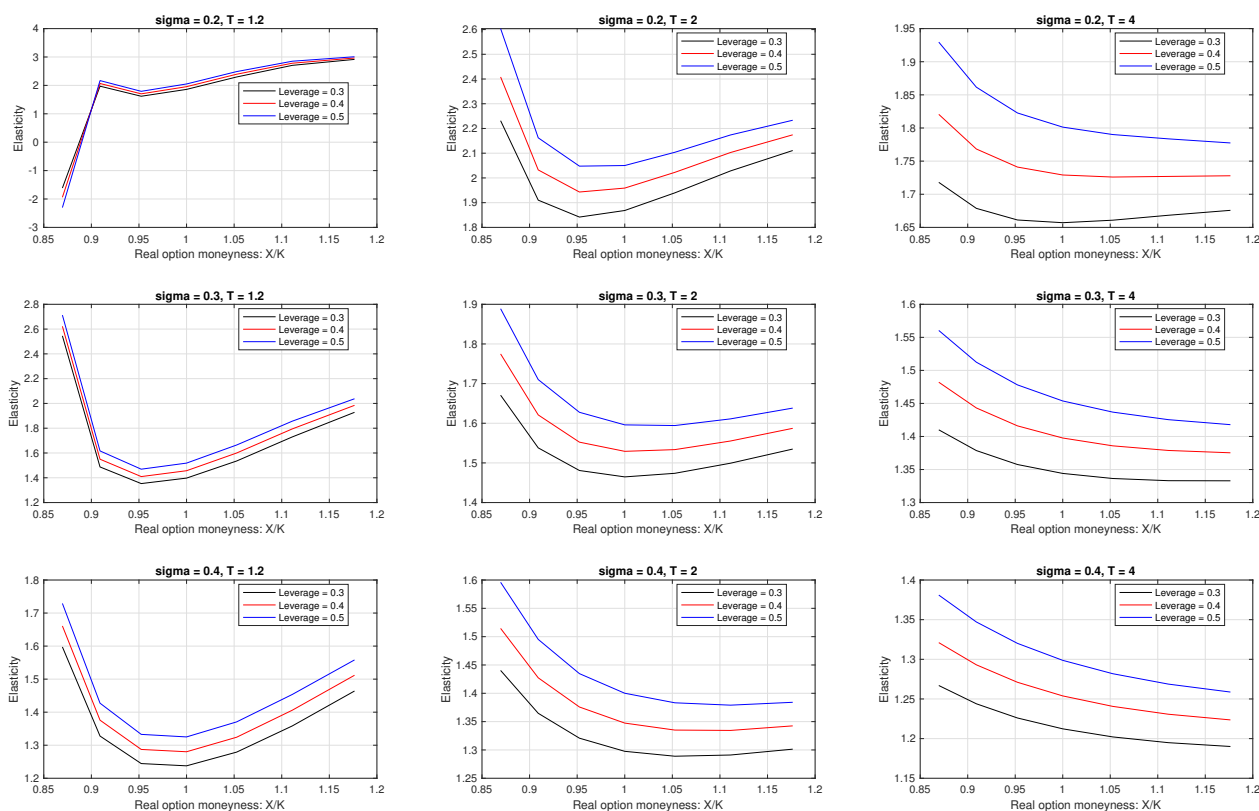 sigma = 0.2, T = 1.2
4
3
2
1
0
-1
-2
-3
Elasticity
Leverage = 0.3
Leverage = 0.4
Leverage = 0.5
0.85 0.9 0.95 1 1.05 1.1 1.15 1.2
Real option moneyness: X/K
sigma = 0.2, T = 2
2.6
2.5
2.4
2.3
2.2
2.1
2
1.9
1.8
Elasticity
Leverage = 0.3
Leverage = 0.4
Leverage = 0.5
0.85 0.9 0.95 1 1.05 1.1 1.15 1.2
Real option moneyness: X/K
sigma = 0.2, T = 4
1.95
1.9
1.85
1.8
1.75
1.7
1.65
Elasticity
Leverage = 0.3
Leverage = 0.4
Leverage = 0.5
0.85 0.9 0.95 1 1.05 1.1 1.15 1.2
Real option moneyness: X/K
sigma = 0.3, T = 1.2
2.8
2.6
2.4
2.2
2
1.8
1.6
1.4
1.2
Elasticity
Leverage = 0.3
Leverage = 0.4
Leverage = 0.5
0.85 0.9 0.95 1 1.05 1.1 1.15 1.2
Real option moneyness: X/K
sigma = 0.3, T = 2
1.9
1.8
1.7
1.6
1.5
1.4
Elasticity
Leverage = 0.3
Leverage = 0.4
Leverage = 0.5
0.85 0.9 0.95 1 1.05 1.1 1.15 1.2
Real option moneyness: X/K
sigma = 0.3, T = 4
1.6
1.55
1.5
1.45
1.4
1.35
1.3
Elasticity
Leverage = 0.3
Leverage = 0.4
Leverage = 0.5
0.85 0.9 0.95 1 1.05 1.1 1.15 1.2
Real option moneyness: X/K
sigma = 0.4, T = 1.2
1.8
1.7
1.6
1.5
1.4
1.3
1.2
Elasticity
Leverage = 0.3
Leverage = 0.4
Leverage = 0.5
0.85 0.9 0.95 1 1.05 1.1 1.15 1.2
Real option moneyness: X/K
sigma = 0.4, T = 2
1.6
1.55
1.5
1.45
1.4
1.35
1.3
1.25
Elasticity
Leverage = 0.3
Leverage = 0.4
Leverage = 0.5
0.85 0.9 0.95 1 1.05 1.1 1.15 1.2
Real option moneyness: X/K
sigma = 0.4, T = 4
1.4
1.35
1.3
1.25
1.2
1.15
Elasticity
Leverage = 0.3
Leverage = 0.4
Leverage = 0.5
0.85 0.9 0.95 1 1.05 1.1 1.15 1.2
Real option moneyness: X/K